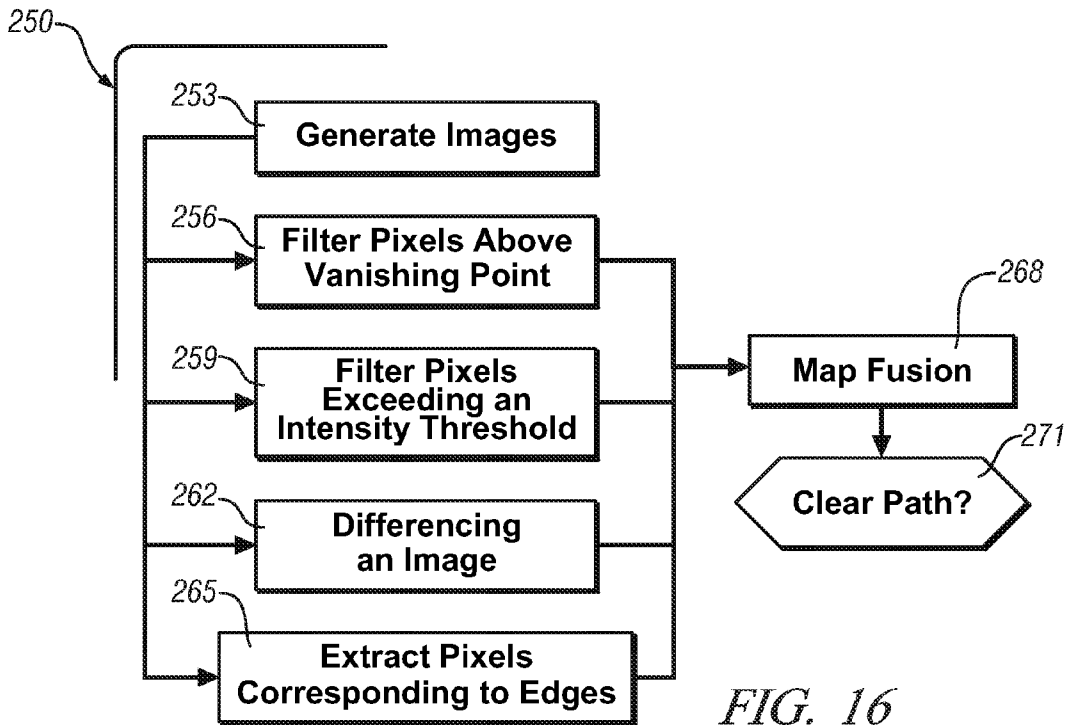 250
253
Generate Images
256
Filter Pixels Above
Vanishing Point
259
Filter Pixels
Exceeding an
Intensity Threshold
262
Differencing
an Image
265
Extract Pixels
Corresponding to Edges
268
Map Fusion
271
Clear Path?
FIG. 16